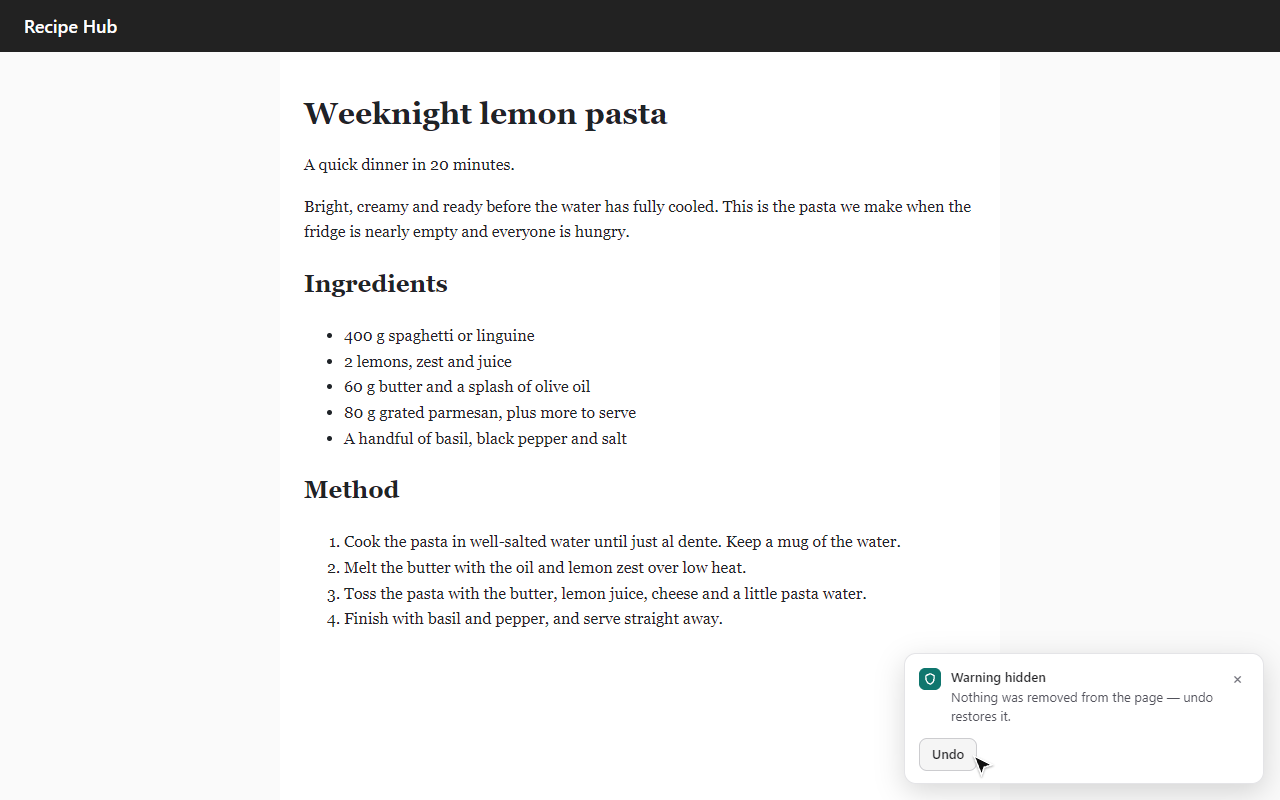 Recipe Hub
Weeknight lemon pasta
A quick dinner in 20 minutes.
Bright, creamy and ready before the water has fully cooled. This is the pasta we make when the
fridge is nearly empty and everyone is hungry.
Ingredients
• 400 g spaghetti or linguine
• 2 lemons, zest and juice
• 60 g butter and a splash of olive oil
• 80 g grated parmesan, plus more to serve
• A handful of basil, black pepper and salt
Method
1. Cook the pasta in well-salted water until just al dente. Keep a mug of the water.
2. Melt the butter with the oil and lemon zest over low heat.
3. Toss the pasta with the butter, lemon juice, cheese and a little pasta water.
4. Finish with basil and pepper, and serve straight away.
Warning hidden
Nothing was removed from the page — undo
restores it.
Undo